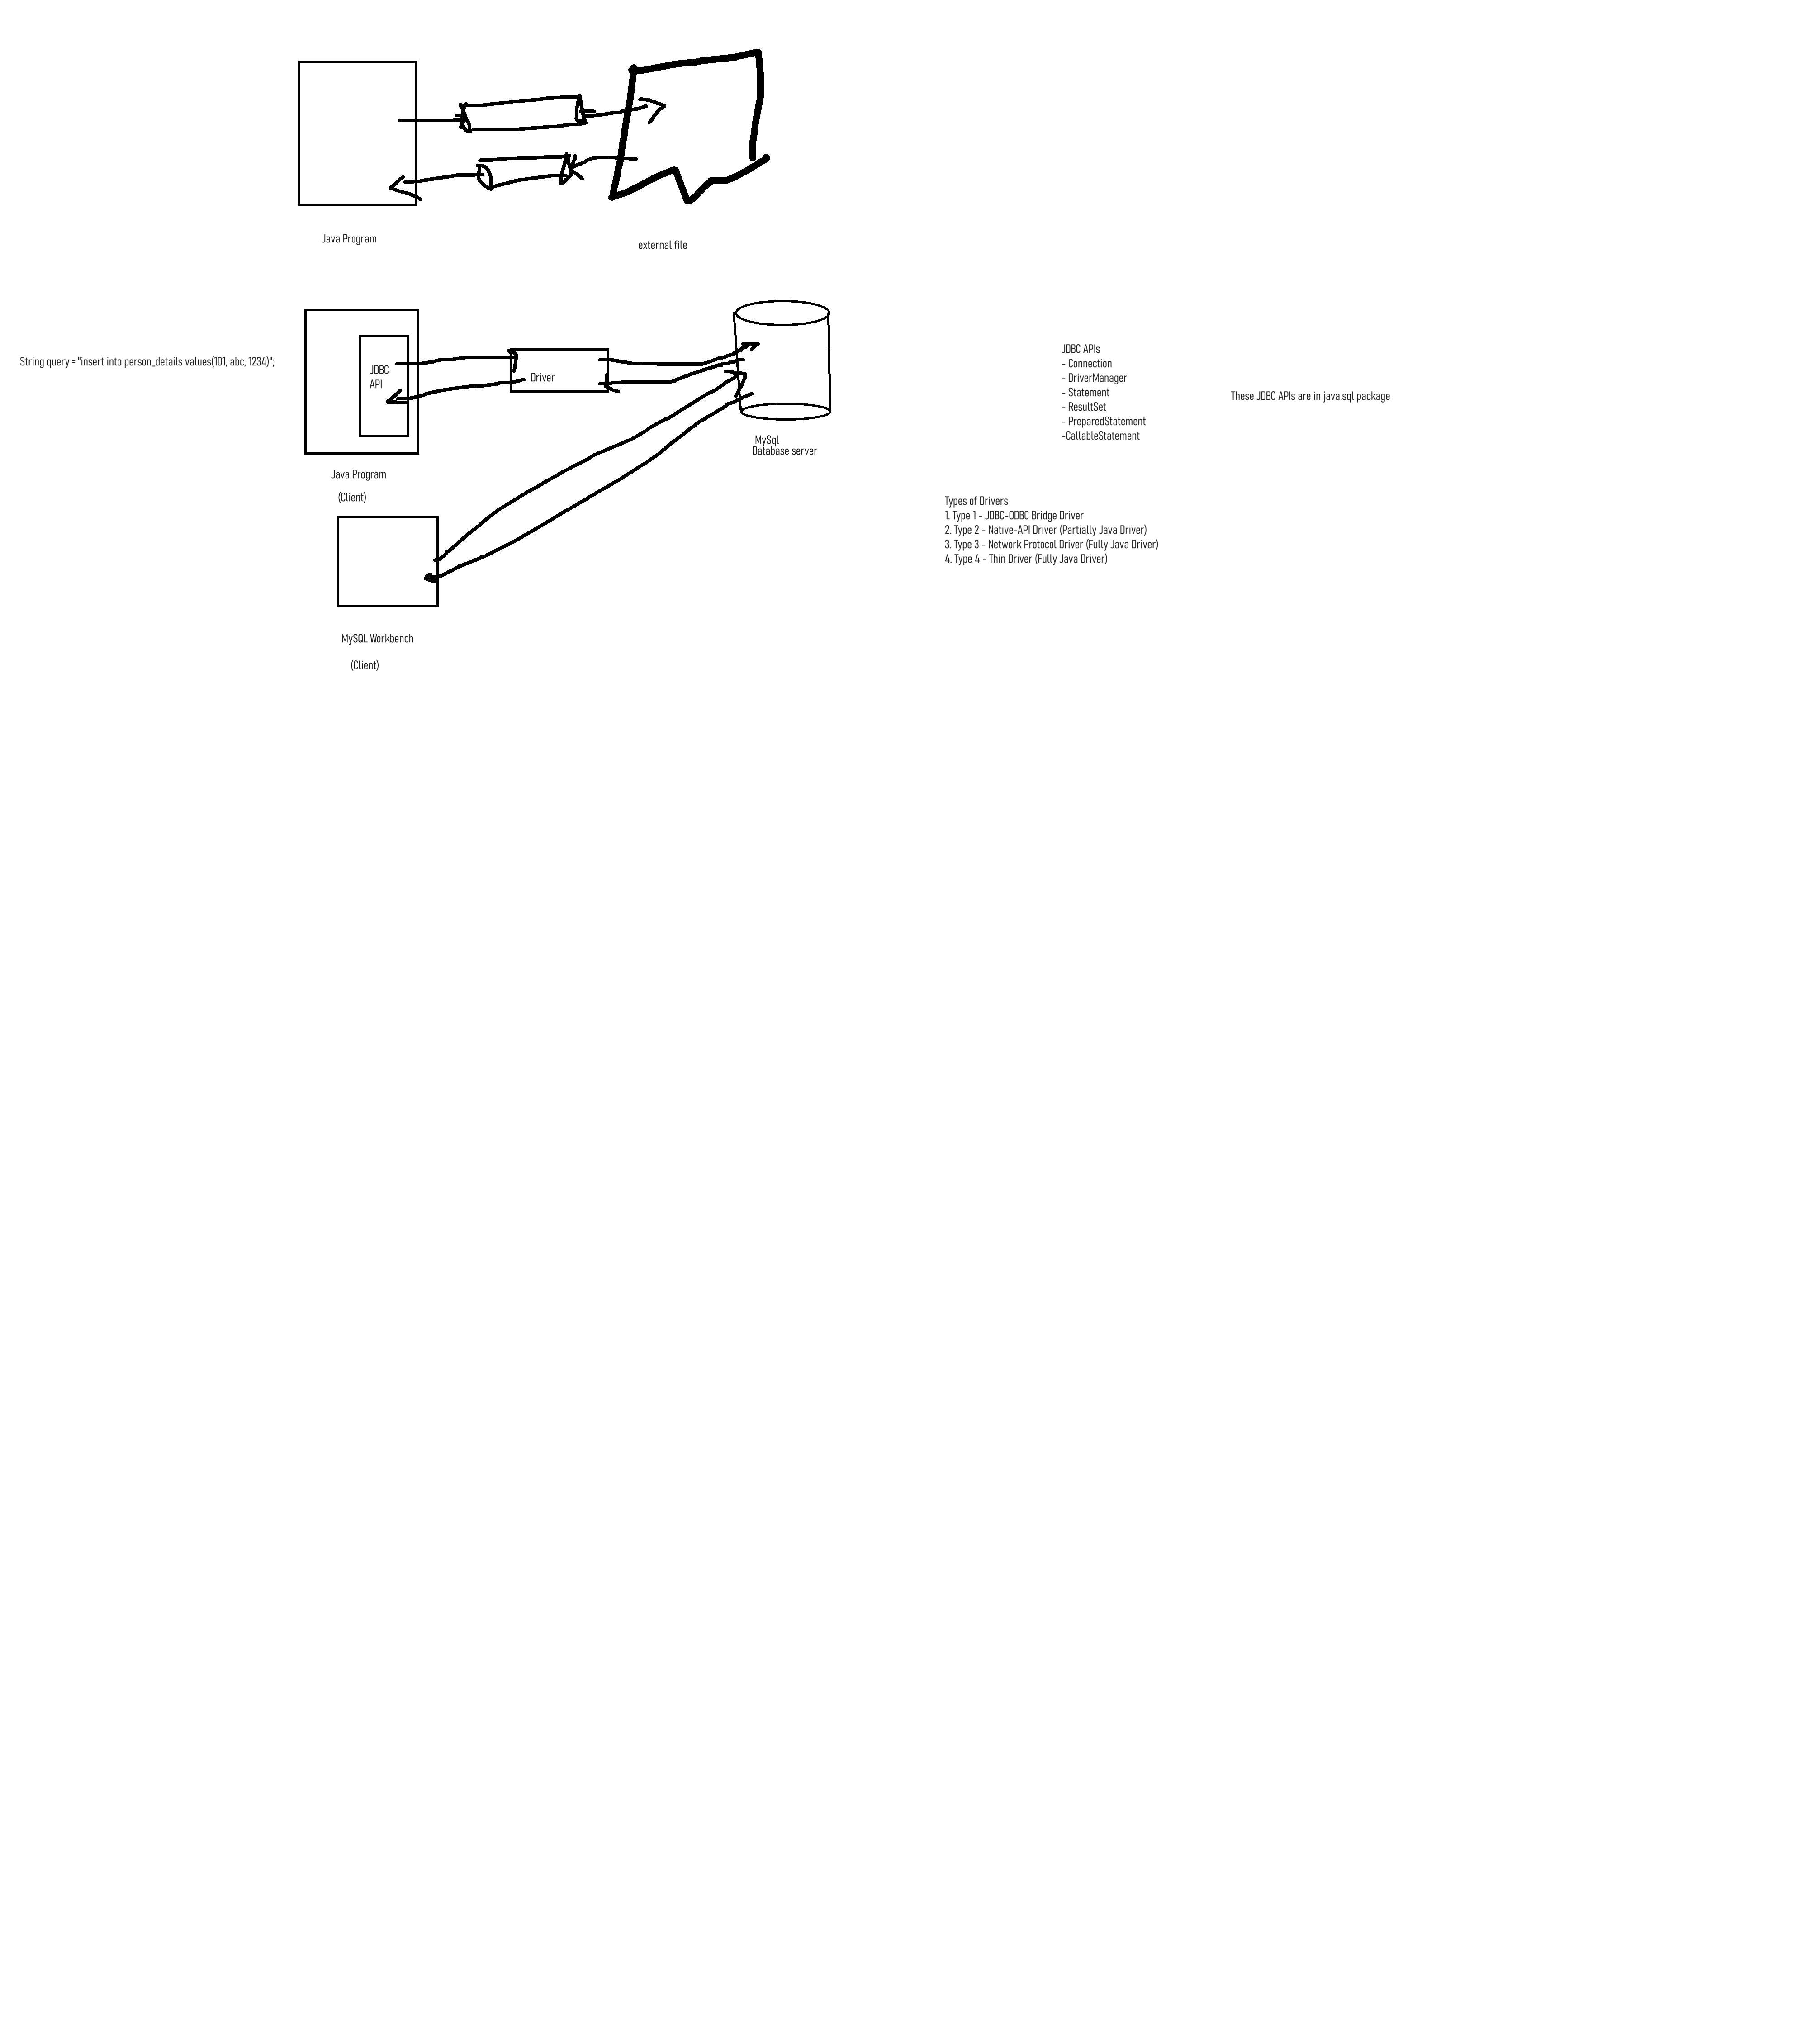 Java Program
external file
String query = "insert into person_details values(101, abc, 1234)";
JDBC
API
Driver
MySql
Database server
Java Program
(Client)
MySQL Workbench
(Client)
JDBC APIs
- Connection
- DriverManager
- Statement
- ResultSet
- PreparedStatement
-CallableStatement
These JDBC APIs are in java.sql package
Types of Drivers
1. Type 1 - JDBC-ODBC Bridge Driver
2. Type 2 - Native-API Driver (Partially Java Driver)
3. Type 3 - Network Protocol Driver (Fully Java Driver)
4. Type 4 - Thin Driver (Fully Java Driver)